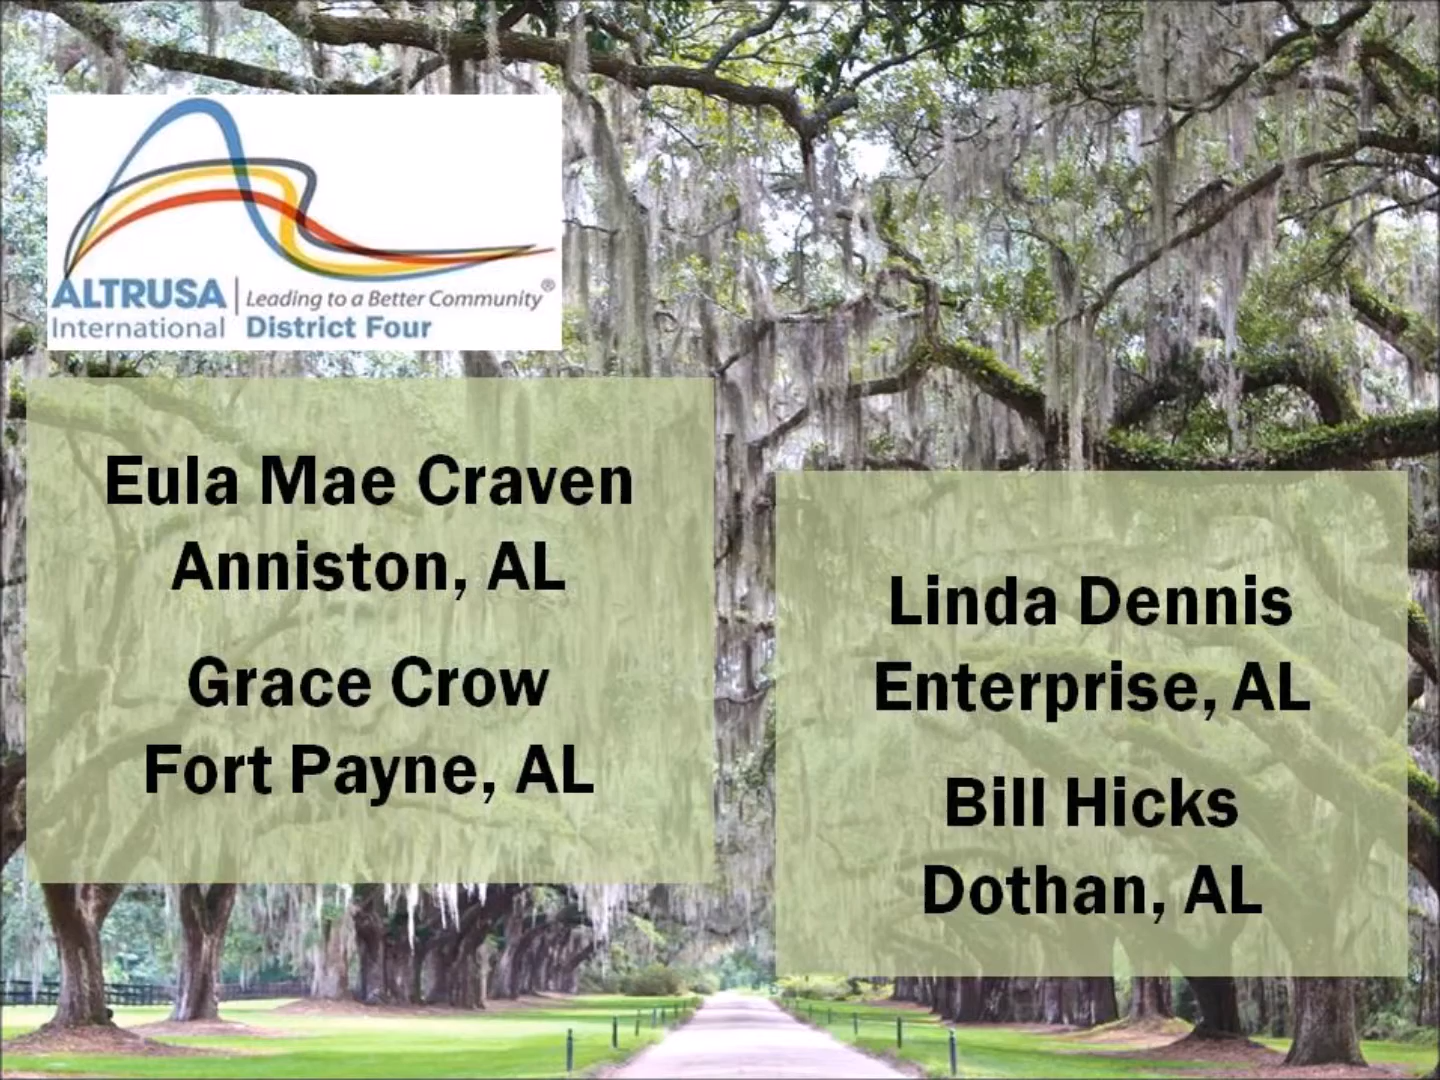 ALTRUSA | Leading to a Better Community®
International District Four
Eula Mae Craven
Anniston, AL
Grace Crow
Fort Payne, AL
Linda Dennis
Enterprise, AL
Bill Hicks
Dothan, AL